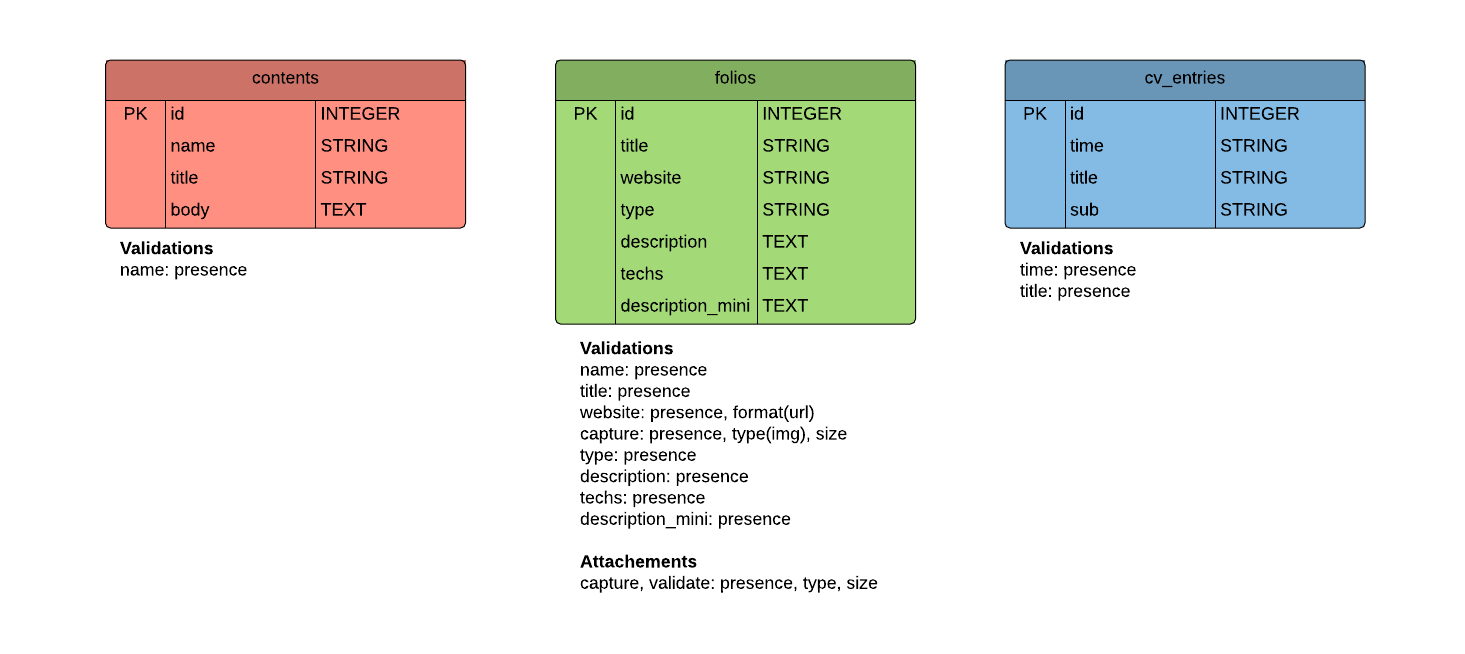 contents
PK id INTEGER
name STRING
title STRING
body TEXT
Validations
name: presence
folios
PK id INTEGER
title STRING
website STRING
type STRING
description TEXT
techs TEXT
description_mini TEXT
Validations
name: presence
title: presence
website: presence, format(url)
capture: presence, type(img), size
type: presence
description: presence
techs: presence
description_mini: presence
Attachements
capture, validate: presence, type, size
cv_entries
PK id INTEGER
time STRING
title STRING
sub STRING
Validations
time: presence
title: presence